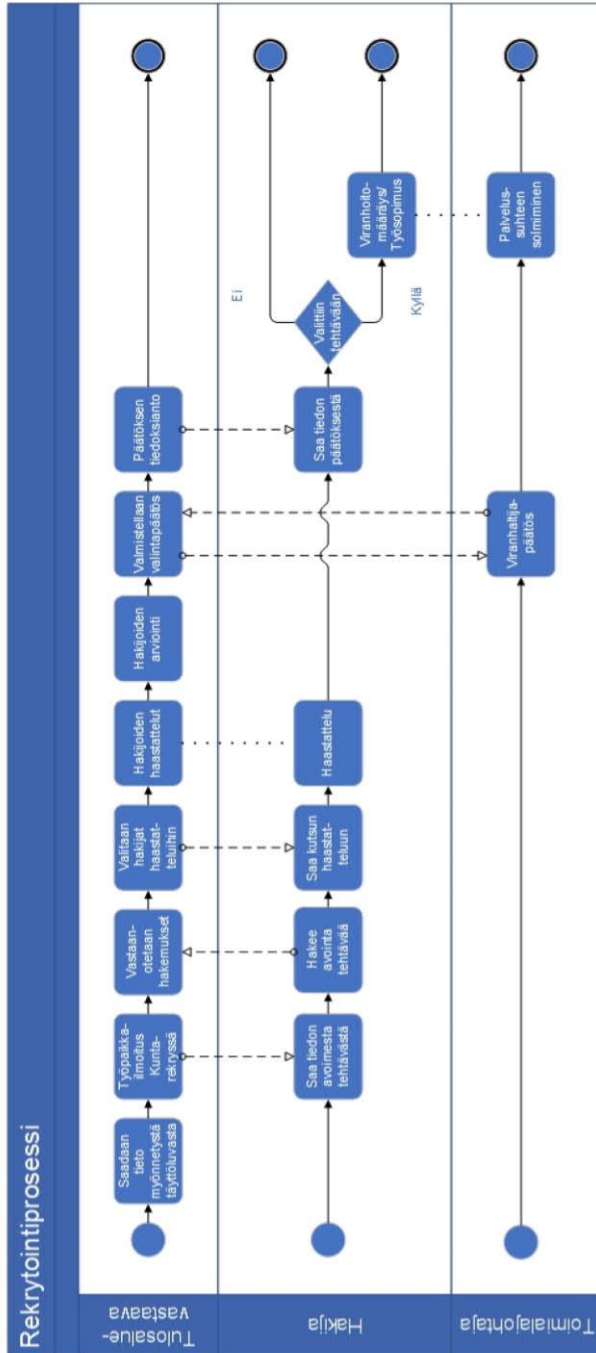 Rekrytointiprosessi
Tulosalue-
vastaava
Saadaan
tieto
myönnetystä
täyttöluvasta
Työpaikka-
ilmoitus
Kunta-
rekryssä
Vastaan-
otetaan
hakemukset
Valitaan
hakijat
haastat-
teluihin
Hakijoiden
haastattelut
Hakijoiden
arviointi
Valmistellaan
valintapäätös
Päätöksen
tiedoksianto
Hakija
Saa tiedon
avoimesta
tehtävästä
Hakee
avointa
tehtävää
Saa kutsun
haastat-
teluun
Haastattelu
Saa tiedon
päätöksestä
Valittiin
tehtävään
Ei
Kyllä
Viranhoito-
määräys/
Työsopimus
Toimialajohtaja
Viranhaltija-
päätös
Palvelus-
suhteen
solmiminen